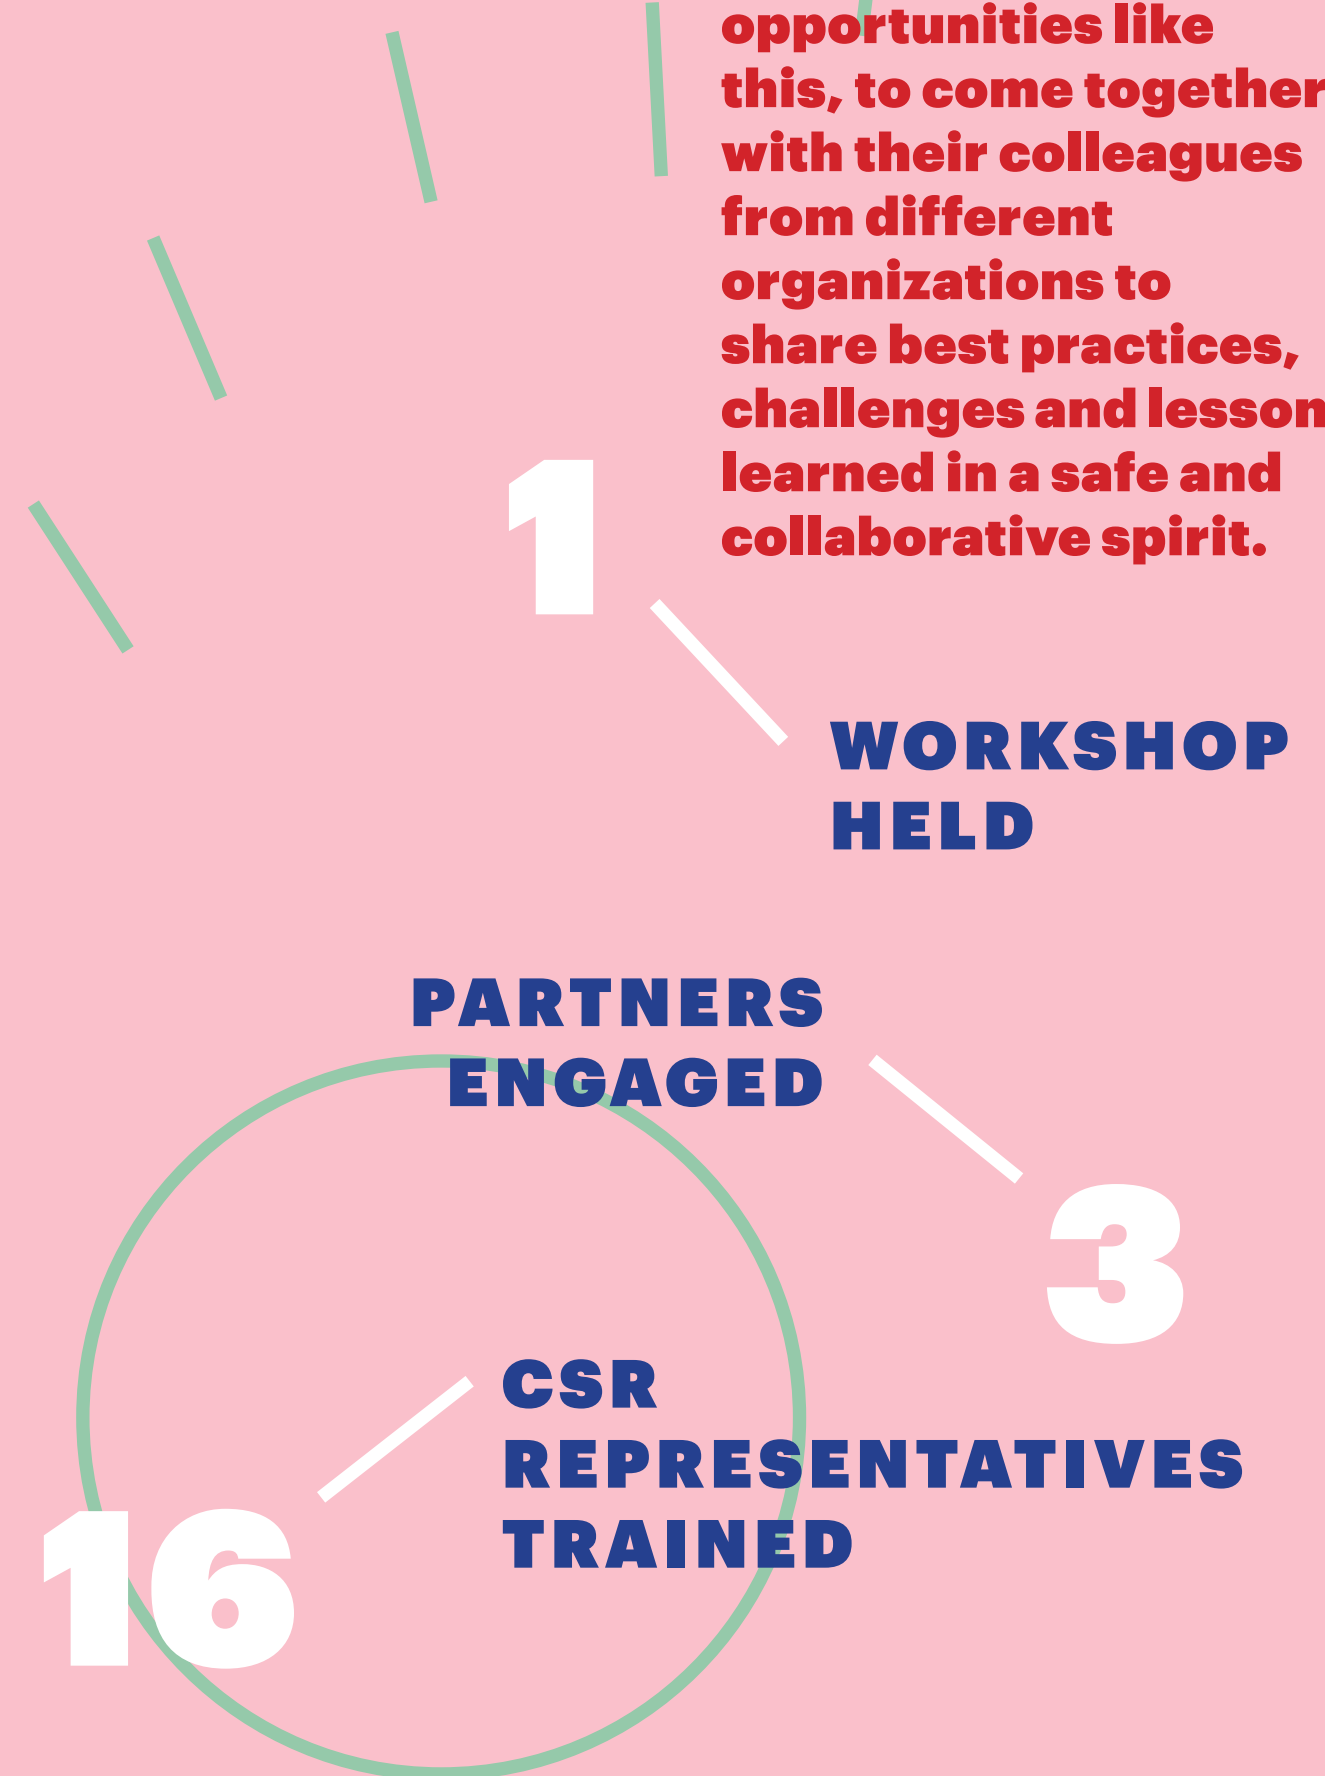 opportunities like
this, to come together
with their colleagues
from different
organizations to
share best practices,
challenges and lesson
learned in a safe and
collaborative spirit.
1
WORKSHOP
HELD
PARTNERS
ENGAGED
3
CSR
REPRESENTATIVES
TRAINED
16